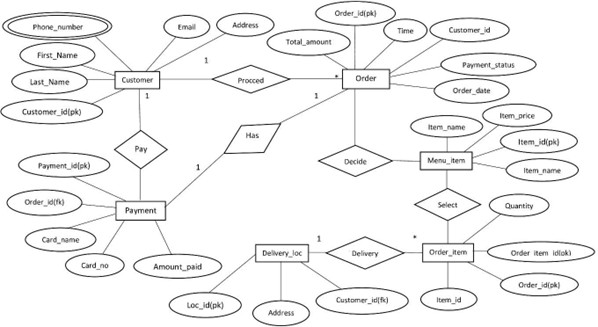 Order_id(pk)
Phone_number
Email
Address
Time
Customer_id
First_Name
Total_amount
Payment_status
Last_Name
Customer
1
Procced
*
Order
Order_date
Customer_id(pk)
1
1
Item_price
Has
Item_name
Item_id(pk)
Pay
Decide
Menu_item
Payment_id(pk)
1
Item_name
Order_id(fk)
Payment
Select
Quantity
Card_name
1
*
Delivery_loc
Delivery
Order_item
Order_item_id(pk)
Card_no
Amount_paid
Order_id(pk)
Loc_id(pk)
Address
Customer_id(fk)
Item_id